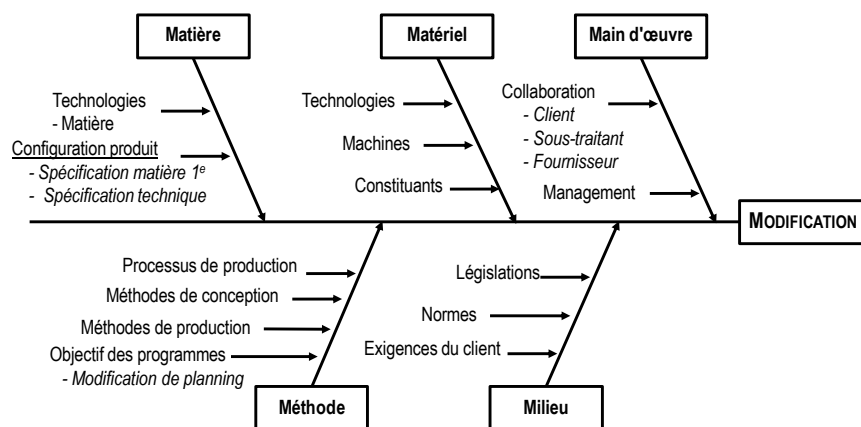 Matière
Matériel
Main d'œuvre
Technologies
- Matière
Configuration produit
- Spécification matière 1e
- Spécification technique
Technologies
Machines
Constituants
Collaboration
- Client
- Sous-traitant
- Fournisseur
Management
MODIFICATION
Processus de production
Méthodes de conception
Méthodes de production
Objectif des programmes
- Modification de planning
Législations
Normes
Exigences du client
Méthode
Milieu